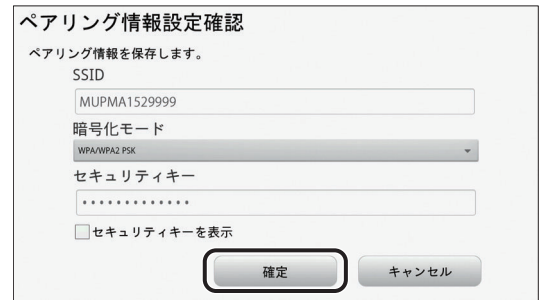 ペアリング情報設定確認
ペアリング情報を保存します。
SSID
MUPMA1529999
暗号化モード
WPA/WPA2 PSK
セキュリティキー
•••••••••••••
セキュリティキーを表示
確定
キャンセル